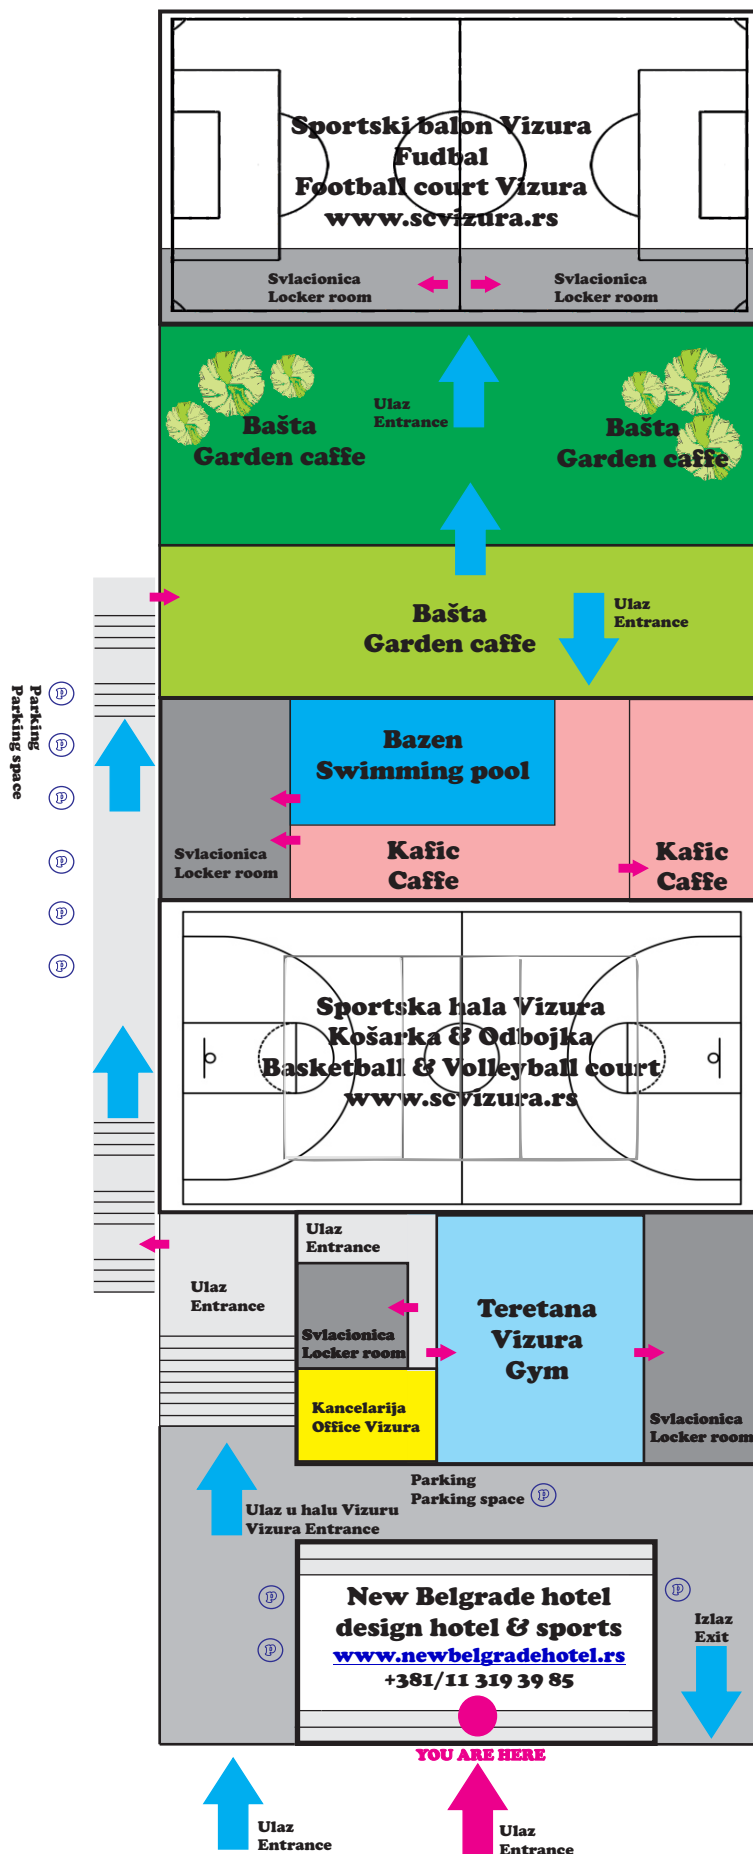 Sportski balon Vizura
Fudbal
Football court Vizura
www.scvizura.rs
Svlacionica
Locker room
Svlacionica
Locker room
Ulaz
Entrance
Bašta
Garden caffe
Bašta
Garden caffe
Bašta
Garden caffe
Ulaz
Entrance
Parking
Parking space
P
P
P
P
P
P
Bazen
Swimming pool
Svlacionica
Locker room
Kafic
Caffe
Kafic
Caffe
Sportska hala Vizura
Košarka & Odbojka
Basketball & Volleyball court
www.scvizura.rs
Ulaz
Entrance
Ulaz
Entrance
Svlacionica
Locker room
Teretana
Vizura
Gym
Kancelarija
Office Vizura
Svlacionica
Locker room
Parking
Parking space P
Ulaz u halu Vizuru
Vizura Entrance
P
P
P
New Belgrade hotel
design hotel & sports
www.newbelgradehotel.rs
+381/11 319 39 85
Izlaz
Exit
YOU ARE HERE
Ulaz
Entrance
Ulaz
Entrance